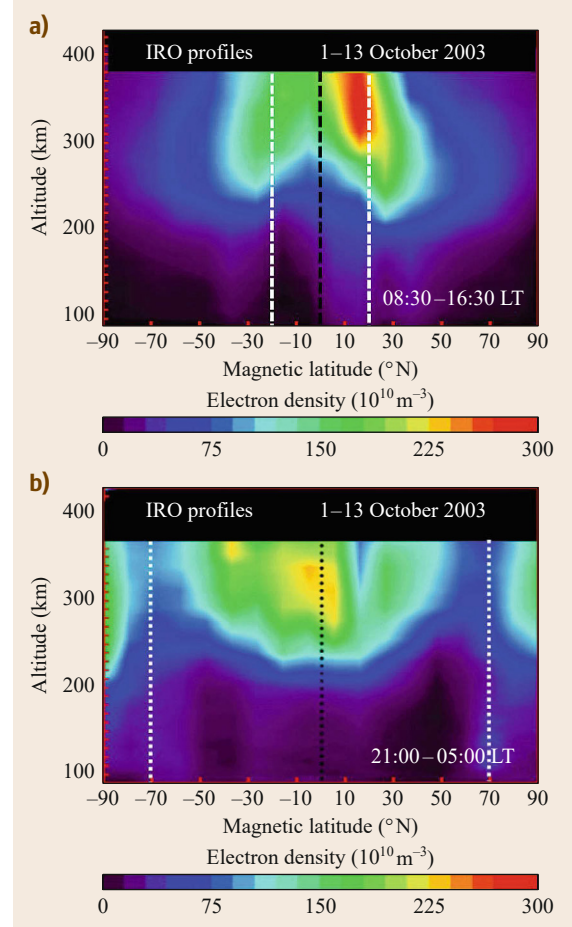 a)
400
IRO profiles 1–13 October 2003
300
Altitude (km)
200
100
08:30–16:30 LT
–90 –70 –50 –30 –10 10 30 50 70 90
Magnetic latitude (°N)
Electron density (10¹⁰ m⁻³)
0 75 150 225 300
b)
400
IRO profiles 1–13 October 2003
300
Altitude (km)
200
100
21:00–05:00 LT
–90 –70 –50 –30 –10 10 30 50 70 90
Magnetic latitude (°N)
Electron density (10¹⁰ m⁻³)
0 75 150 225 300